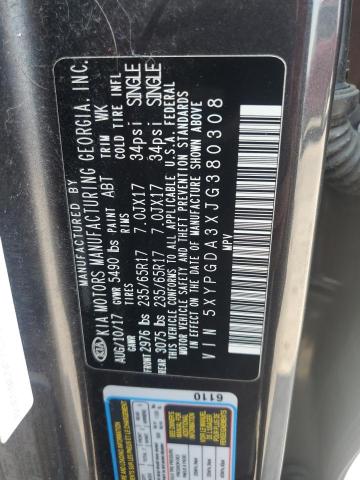 MANUFACTURED BY
KIA MOTORS MANUFACTURING GEORGIA, INC.
KIA
AUG/10/17 GVWR 5490 lbs PAINT ABT TRIM WK
GAWR TIRES RIMS COLD TIRE INFL
FRONT 2976 lbs 235/65R17 7.0JX17 34psi SINGLE
REAR 3075 lbs 235/65R17 7.0JX17 34psi SINGLE
THIS VEHICLE CONFORMS TO ALL APPLICABLE U.S.A. FEDERAL
MOTOR VEHICLE SAFETY AND THEFT PREVENTION STANDARDS
IN EFFECT ON THE DATE OF MANUFACTURE SHOWN ABOVE.
VIN 5XYPGDA3XJG380308
MPV
6110